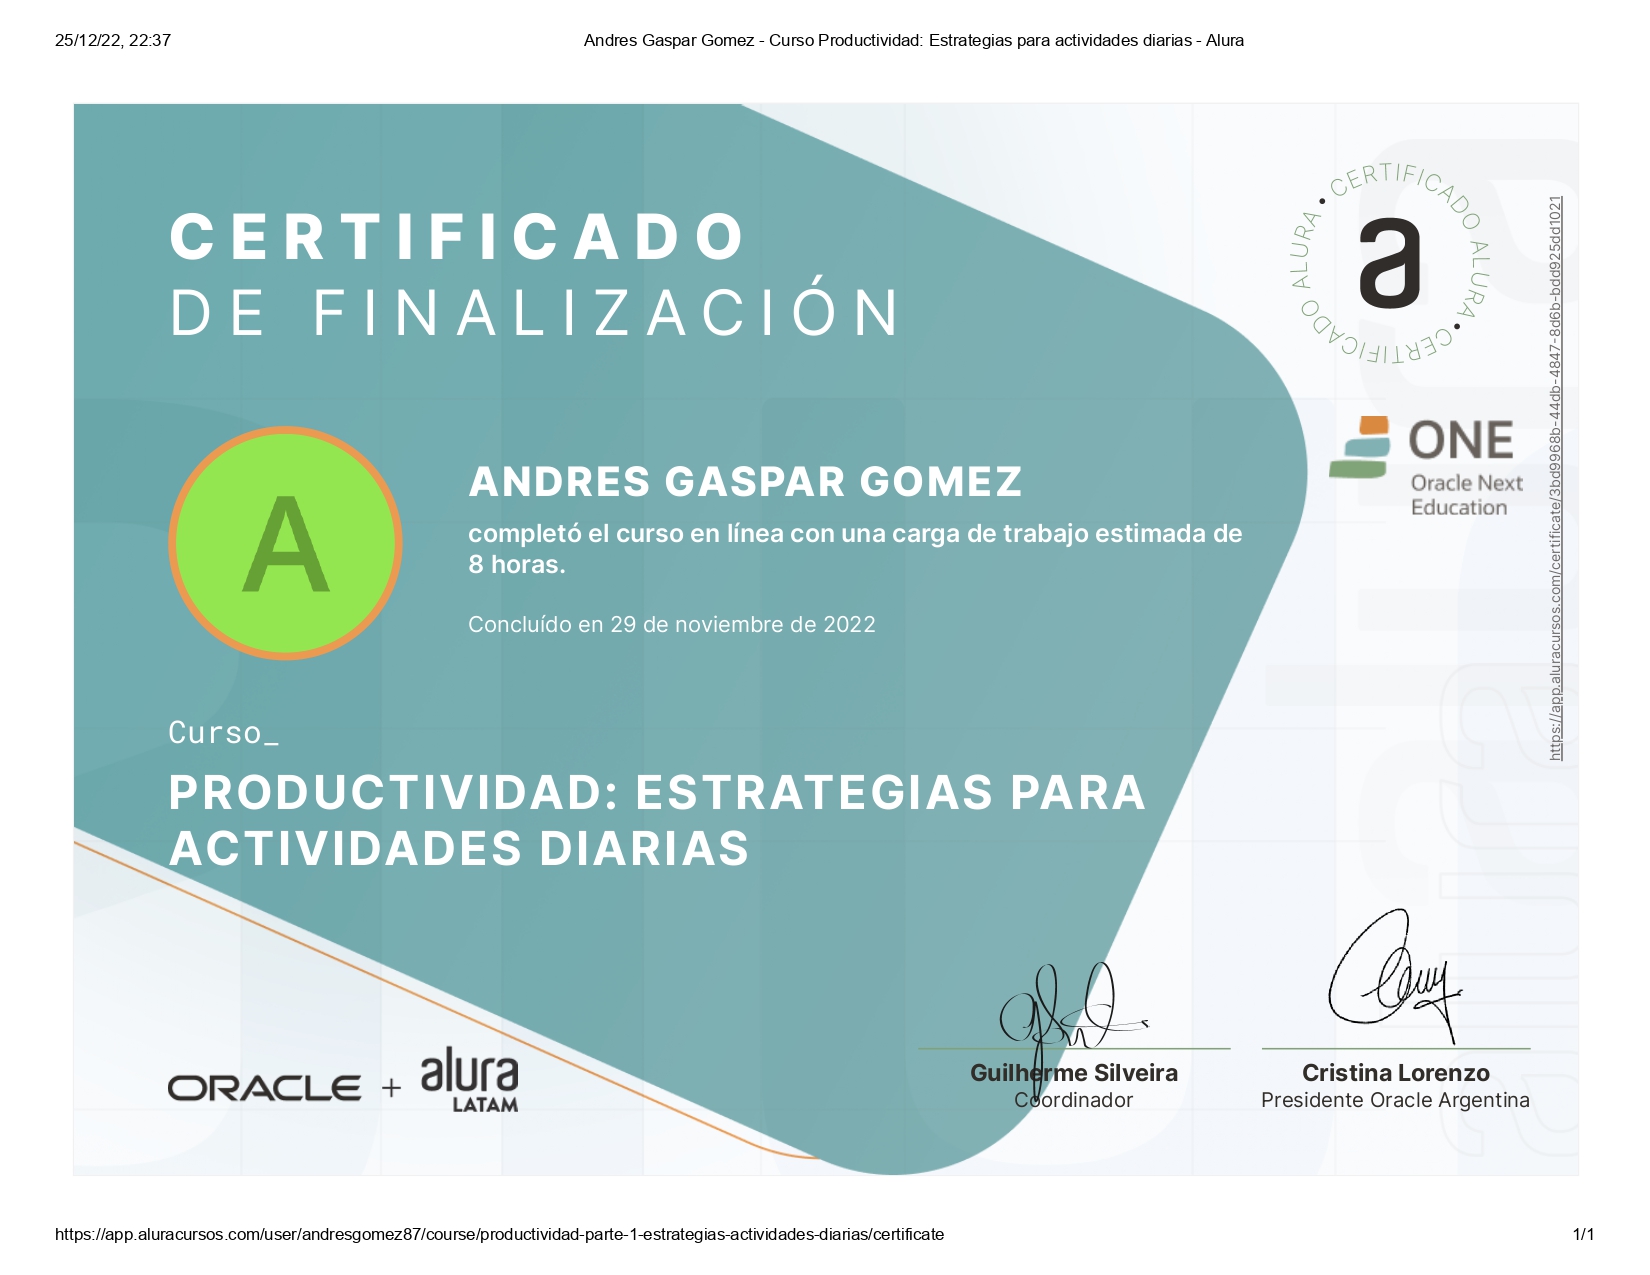 25/12/22, 22:37
Andres Gaspar Gomez - Curso Productividad: Estrategias para actividades diarias - Alura
CERTIFICADO
DE FINALIZACIÓN
CERTIFICADO ALURA • CERTIFICADO ALURA •
a
ONE
Oracle Next
Education
https://app.aluracursos.com/certificate/3bd9968b-44db-4847-8d6b-bdd925dd1021
A
ANDRES GASPAR GOMEZ
completó el curso en línea con una carga de trabajo estimada de
8 horas.
Concluído en 29 de noviembre de 2022
Curso_
PRODUCTIVIDAD: ESTRATEGIAS PARA
ACTIVIDADES DIARIAS
ORACLE + alura
LATAM
Guilherme Silveira
Coordinador
Cristina Lorenzo
Presidente Oracle Argentina
https://app.aluracursos.com/user/andresgomez87/course/productividad-parte-1-estrategias-actividades-diarias/certificate
1/1